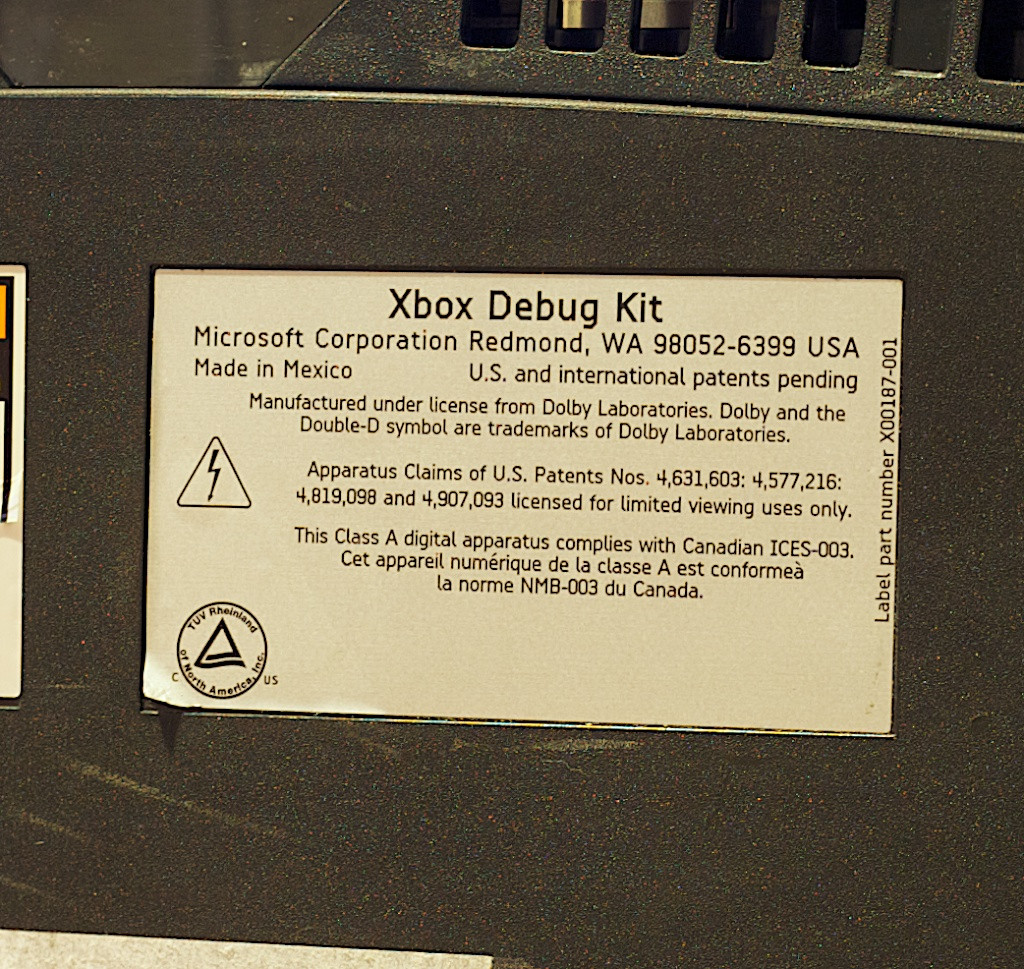 Xbox Debug Kit
Microsoft Corporation Redmond, WA 98052-6399 USA
Made in Mexico U.S. and international patents pending
Manufactured under license from Dolby Laboratories. Dolby and the
Double-D symbol are trademarks of Dolby Laboratories.
Apparatus Claims of U.S. Patents Nos. 4,631,603: 4,577,216:
4,819,098 and 4,907,093 licensed for limited viewing uses only.
This Class A digital apparatus complies with Canadian ICES-003.
Cet appareil numérique de la classe A est conformeà
la norme NMB-003 du Canada.
TUV Rheinland
of North America, Inc.
C US
Label part number X00187-001